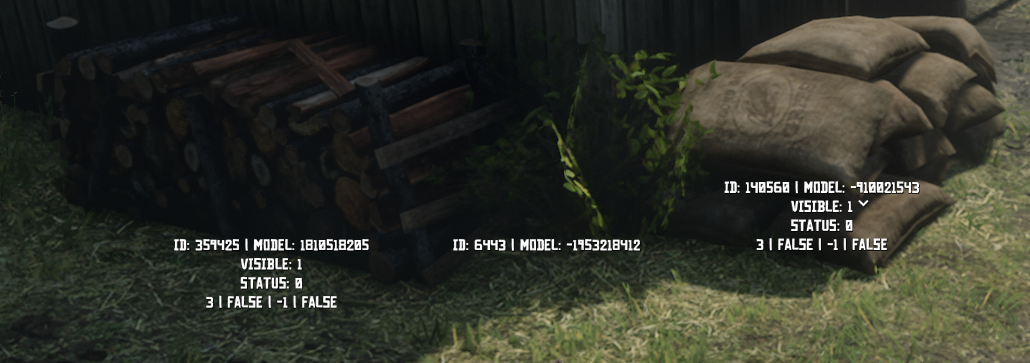 ID: 140560 | MODEL: -910021543
VISIBLE: 1
STATUS: 0
3 | FALSE | -1 | FALSE
ID: 359425 | MODEL: 1810518205
VISIBLE: 1
STATUS: 0
3 | FALSE | -1 | FALSE
ID: 6443 | MODEL: -1953218412